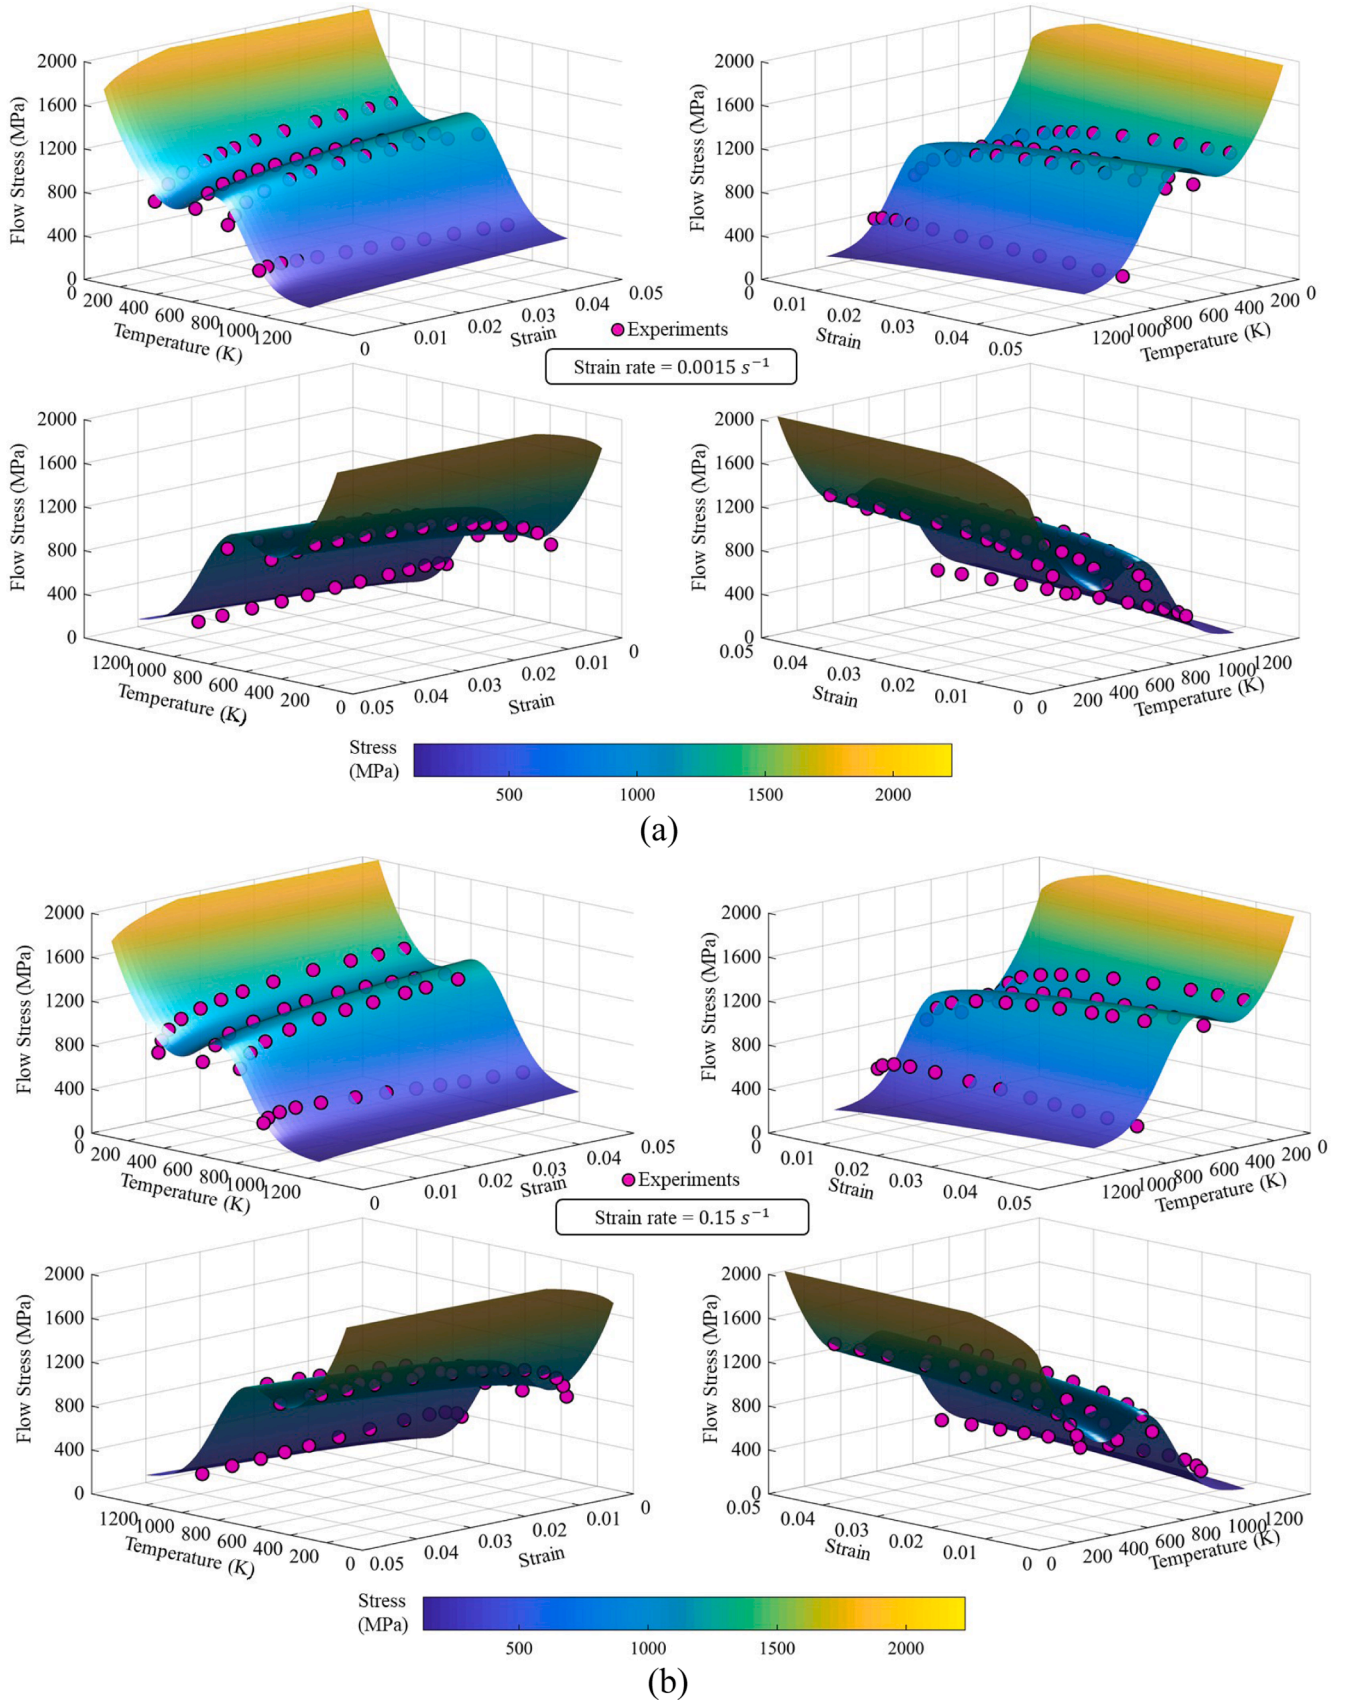 2000
1600
1200
800
400
0
Flow Stress (MPa)
0 200 400 600 800 1000 1200
Temperature (K)
0 0.01 0.02 0.03 0.04 0.05
Strain
2000
1600
1200
800
400
0
Flow Stress (MPa)
0 0.01 0.02 0.03 0.04 0.05
Strain
1200 1000 800 600 400 200 0
Temperature (K)
Experiments
Strain rate = 0.0015 s⁻¹
2000
1600
1200
800
400
0
Flow Stress (MPa)
1200 1000 800 600 400 200 0
Temperature (K)
0.05 0.04 0.03 0.02 0.01 0
Strain
2000
1600
1200
800
400
0
Flow Stress (MPa)
0.05 0.04 0.03 0.02 0.01 0
Strain
0 200 400 600 800 1000 1200
Temperature (K)
Stress
(MPa)
500 1000 1500 2000
(a)
2000
1600
1200
800
400
0
Flow Stress (MPa)
0 200 400 600 800 1000 1200
Temperature (K)
0 0.01 0.02 0.03 0.04 0.05
Strain
2000
1600
1200
800
400
0
Flow Stress (MPa)
0 0.01 0.02 0.03 0.04 0.05
Strain
1200 1000 800 600 400 200 0
Temperature (K)
Experiments
Strain rate = 0.15 s⁻¹
2000
1600
1200
800
400
0
Flow Stress (MPa)
1200 1000 800 600 400 200 0
Temperature (K)
0.05 0.04 0.03 0.02 0.01 0
Strain
2000
1600
1200
800
400
0
Flow Stress (MPa)
0.05 0.04 0.03 0.02 0.01 0
Strain
0 200 400 600 800 1000 1200
Temperature (K)
Stress
(MPa)
500 1000 1500 2000
(b)